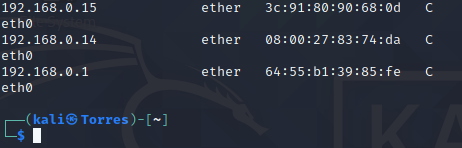 192.168.0.15 ether 3c:91:80:90:68:0d C
eth0
192.168.0.14 ether 08:00:27:83:74:da C
eth0
192.168.0.1 ether 64:55:b1:39:85:fe C
eth0
┌──(kali㉿Torres)-[~]
└─$
KA